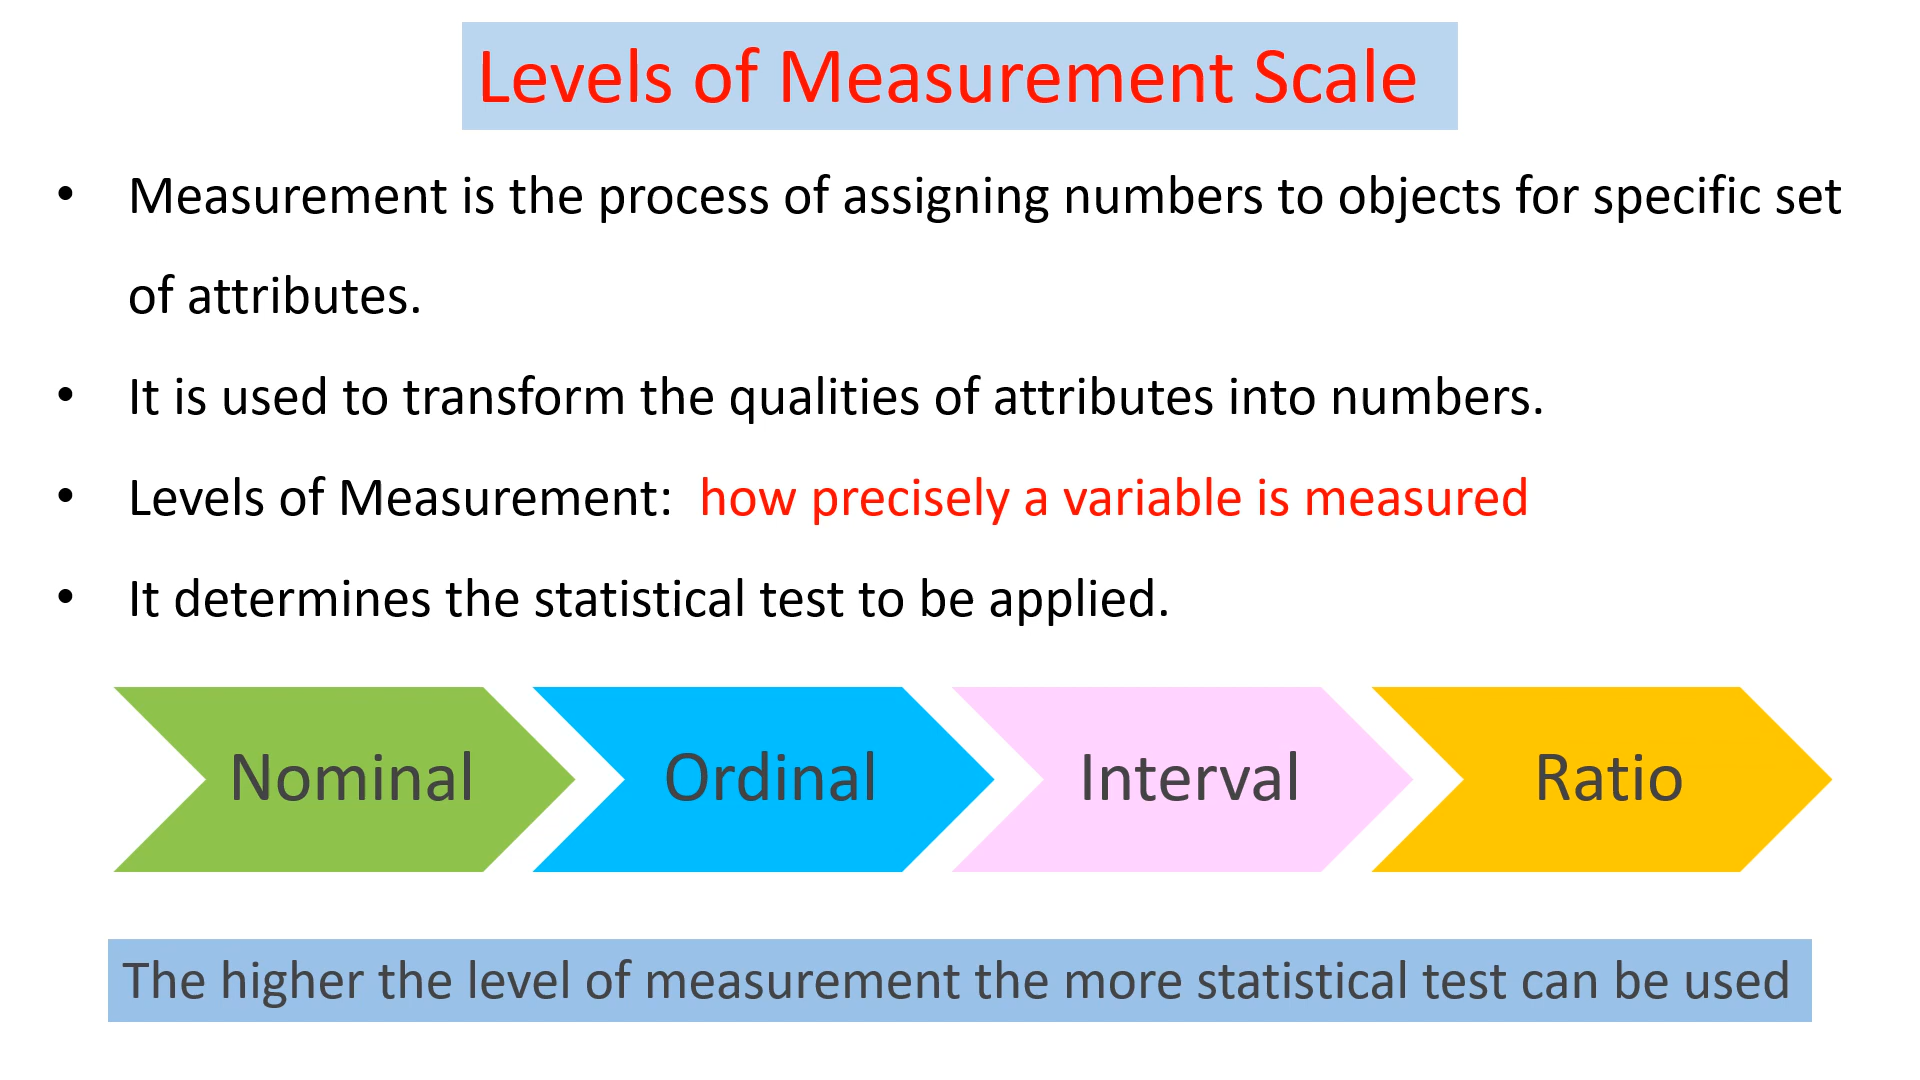 Levels of Measurement Scale
• Measurement is the process of assigning numbers to objects for specific set
of attributes.
• It is used to transform the qualities of attributes into numbers.
• Levels of Measurement: how precisely a variable is measured
• It determines the statistical test to be applied.
Nominal Ordinal Interval Ratio
The higher the level of measurement the more statistical test can be used